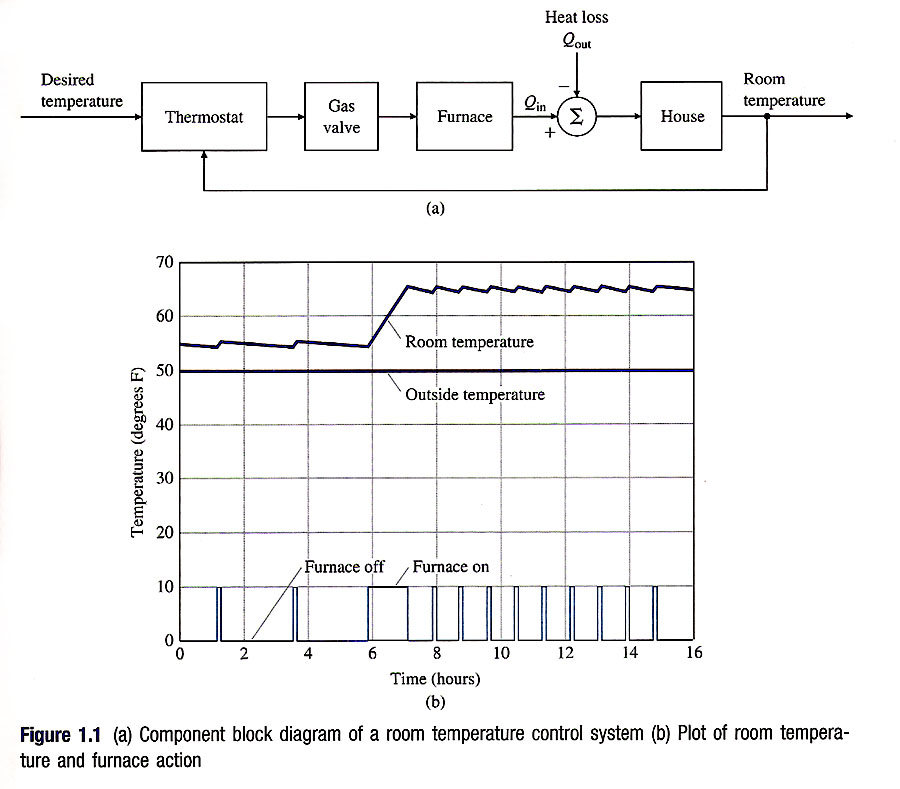 Heat loss
Qout
Desired
temperature
Thermostat
Gas
valve
Furnace
Qin
−
+
Σ
House
Room
temperature
(a)
70
60
50
40
30
20
10
0
Temperature (degrees F)
Room temperature
Outside temperature
Furnace off
Furnace on
0 2 4 6 8 10 12 14 16
Time (hours)
(b)
Figure 1.1 (a) Component block diagram of a room temperature control system (b) Plot of room tempera-
ture and furnace action